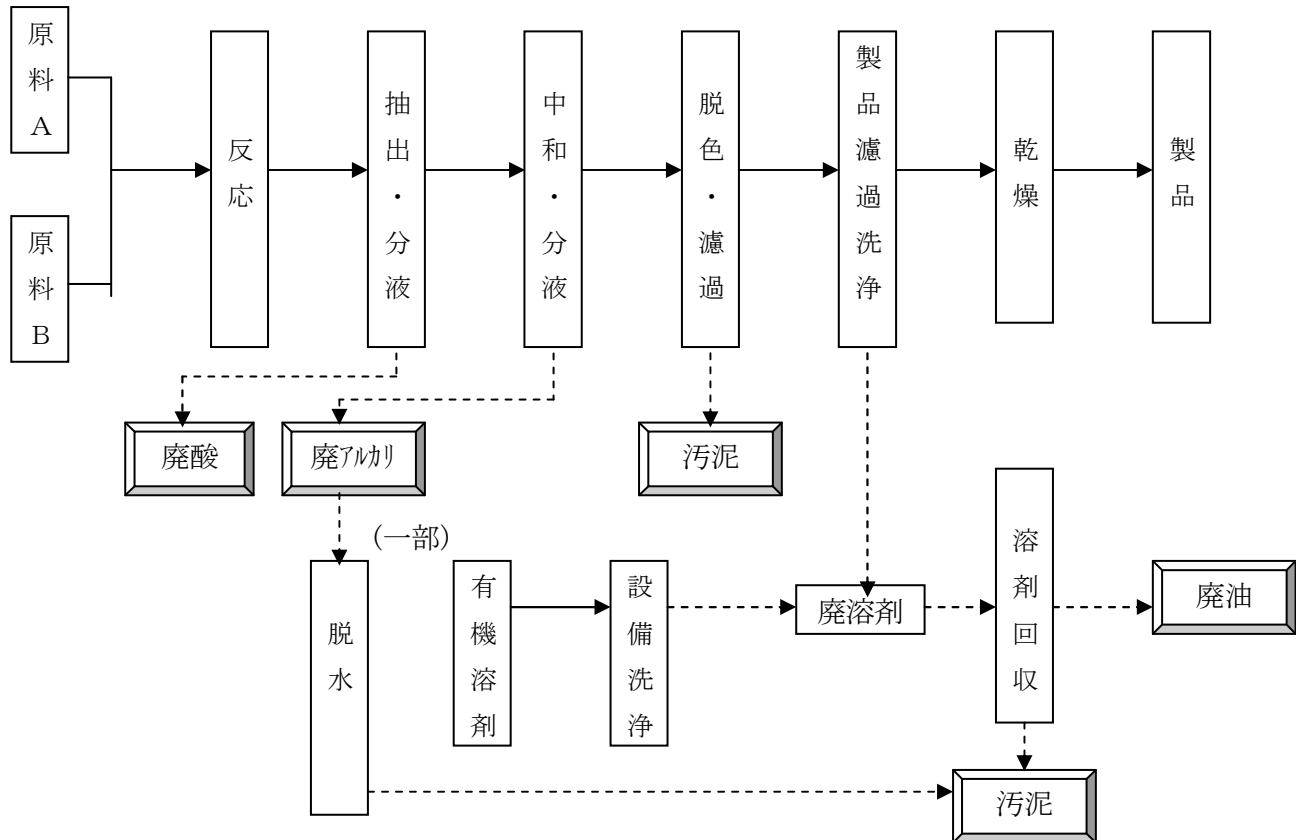 原料A
原料B
反応
抽出・分液
中和・分液
脱色・濾過
製品濾過洗浄
乾燥
製品
廃酸
廃ｱﾙｶﾘ
汚泥
(一部)
脱水
有機溶剤
設備洗浄
廃溶剤
溶剤回収
廃油
汚泥